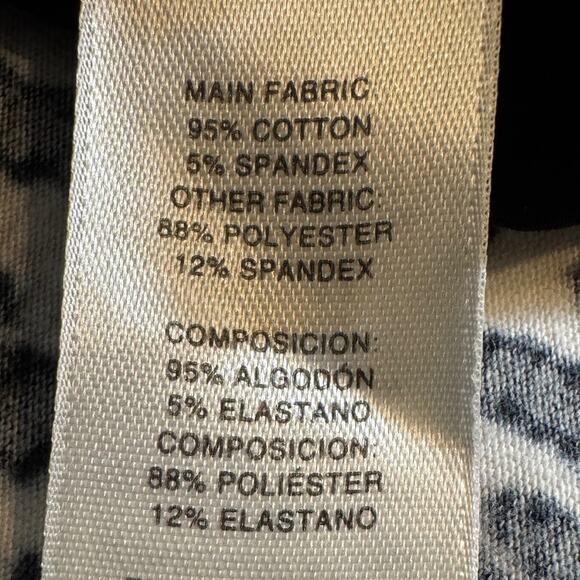 MAIN FABRIC
95% COTTON
5% SPANDEX
OTHER FABRIC:
88% POLYESTER
12% SPANDEX
COMPOSICION:
95% ALGODÓN
5% ELASTANO
COMPOSICION:
88% POLIÉSTER
12% ELASTANO